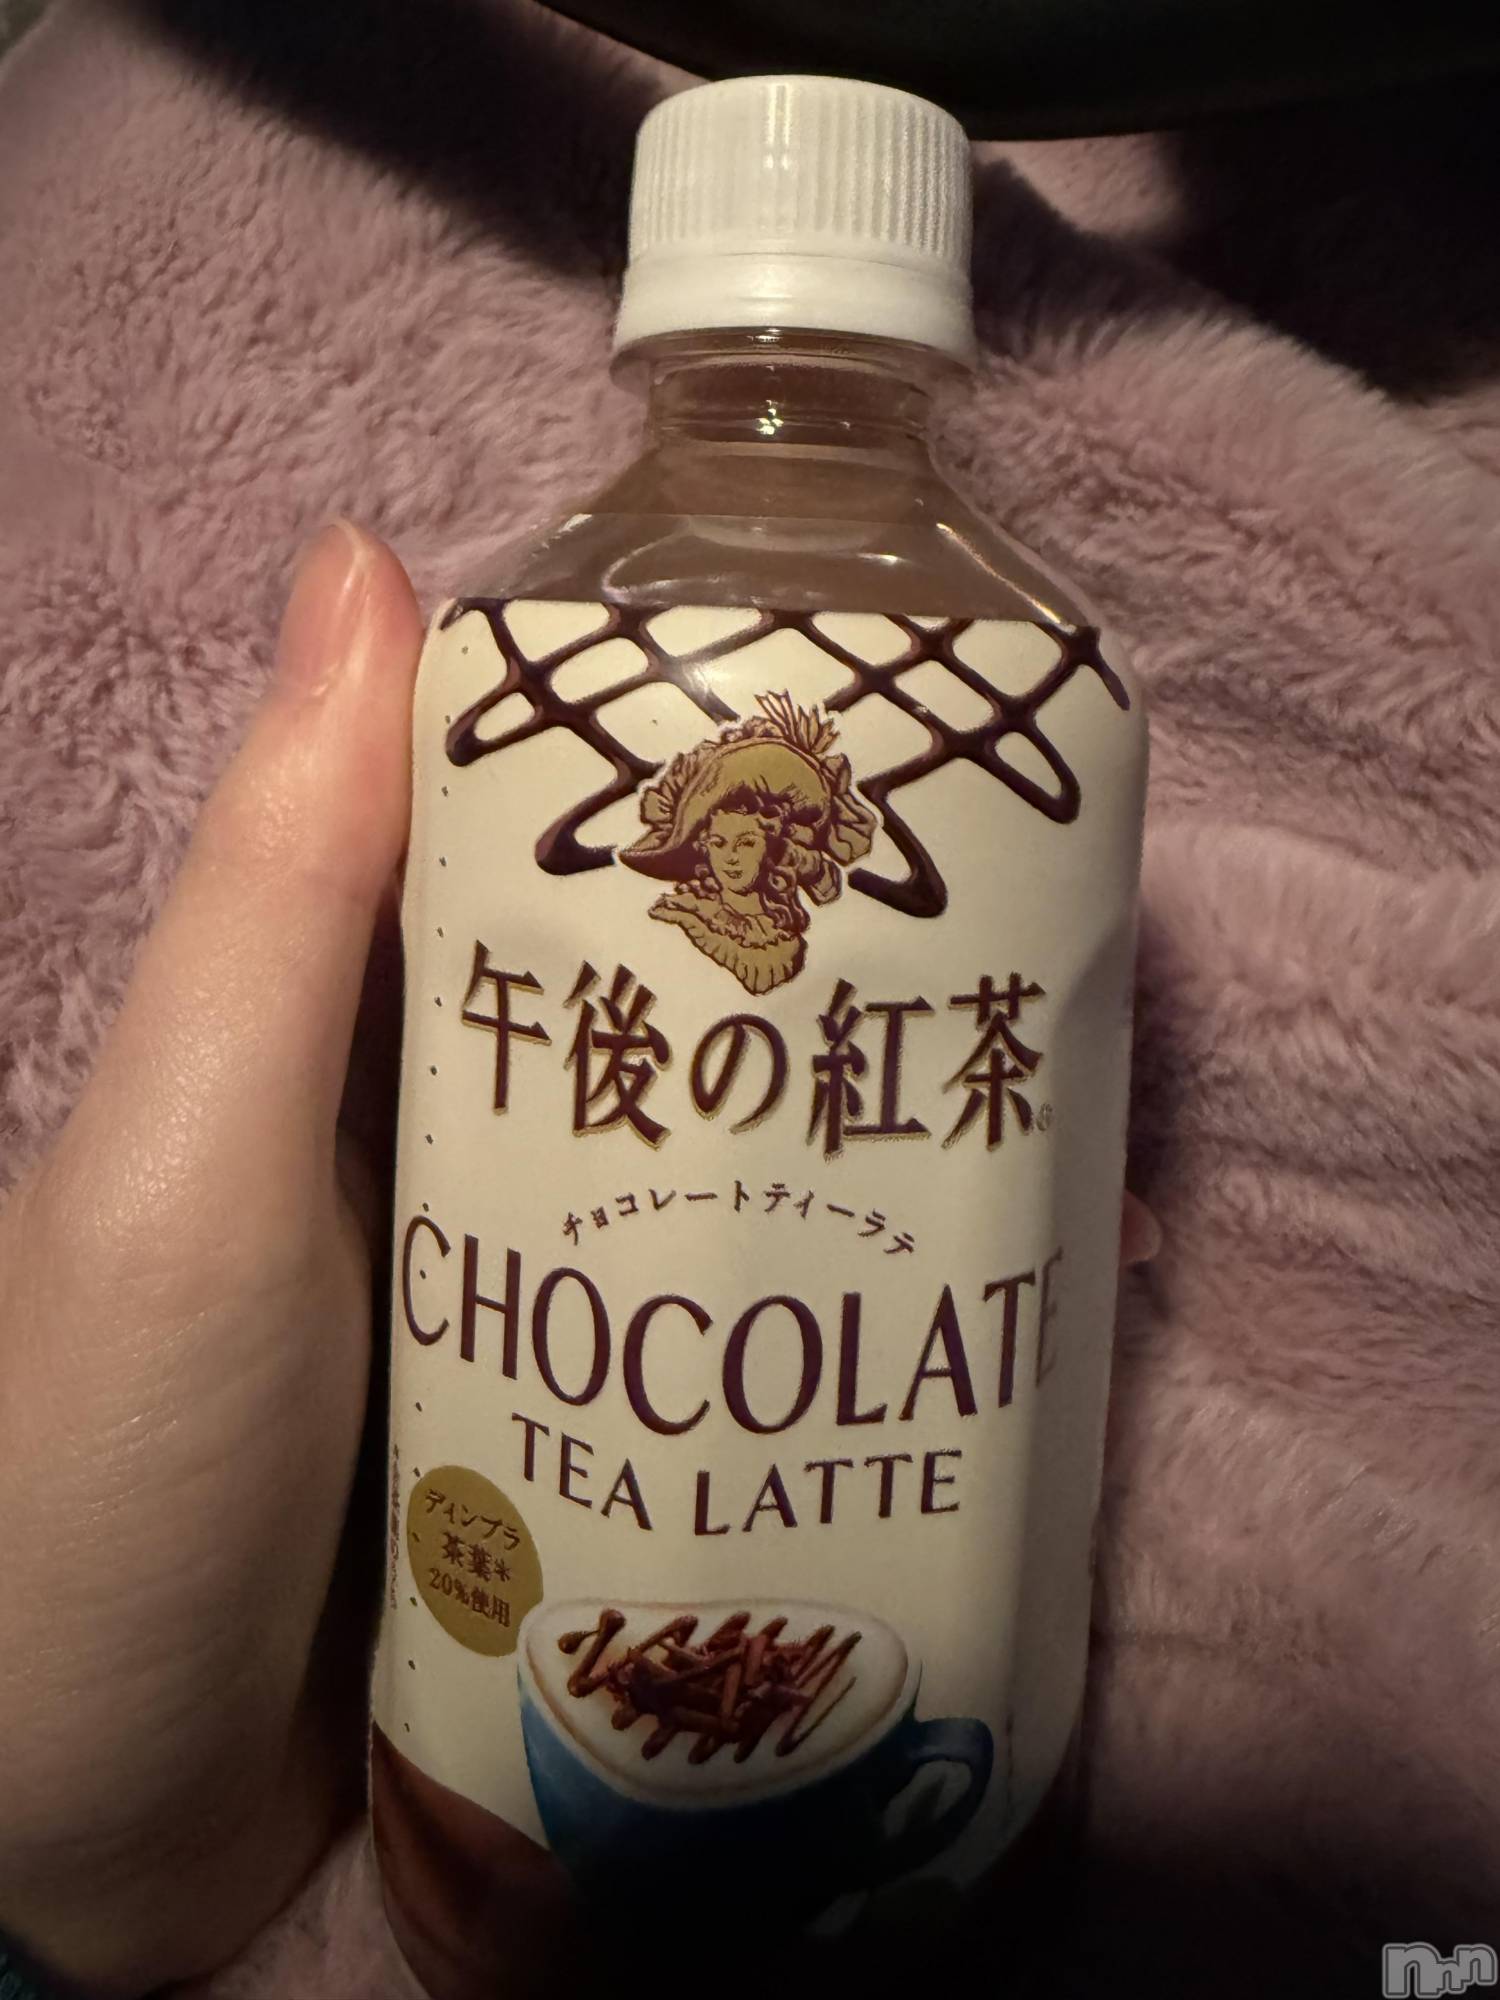 午後の紅茶®
チョコレートティーラテ
CHOCOLATE
TEA LATTE
ディンブラ
茶葉※
20%使用
nnn